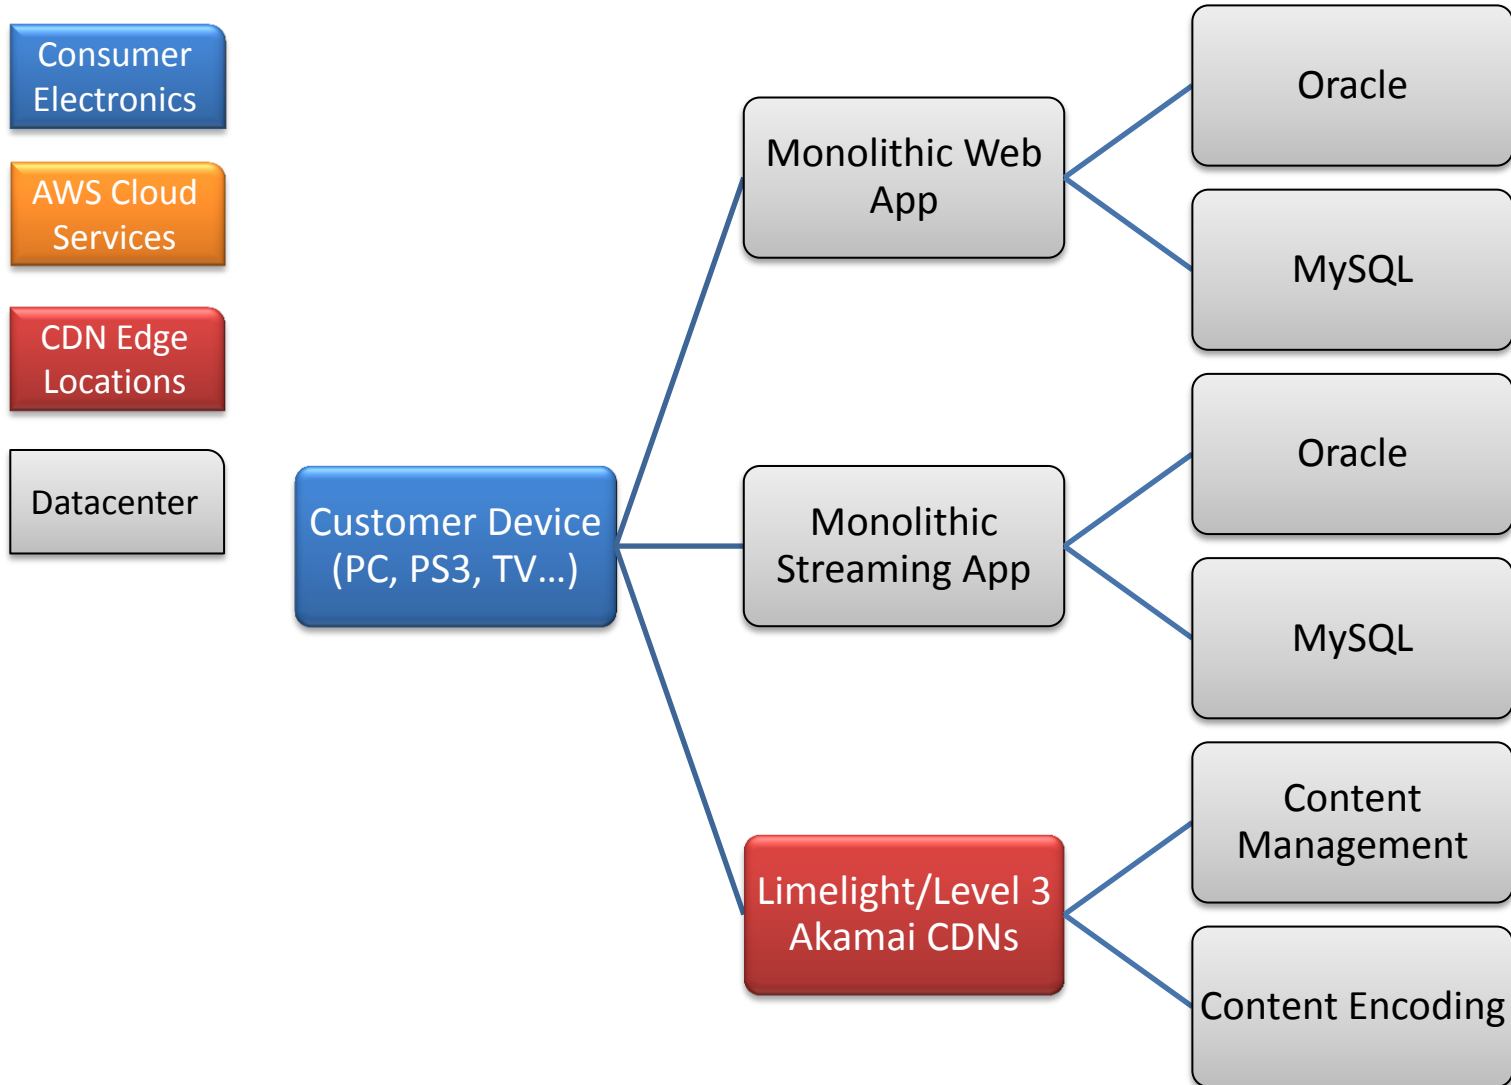 Consumer
Electronics
AWS Cloud
Services
CDN Edge
Locations
Datacenter
Customer Device
(PC, PS3, TV…)
Monolithic Web
App
Oracle
MySQL
Monolithic
Streaming App
Oracle
MySQL
Limelight/Level 3
Akamai CDNs
Content
Management
Content Encoding